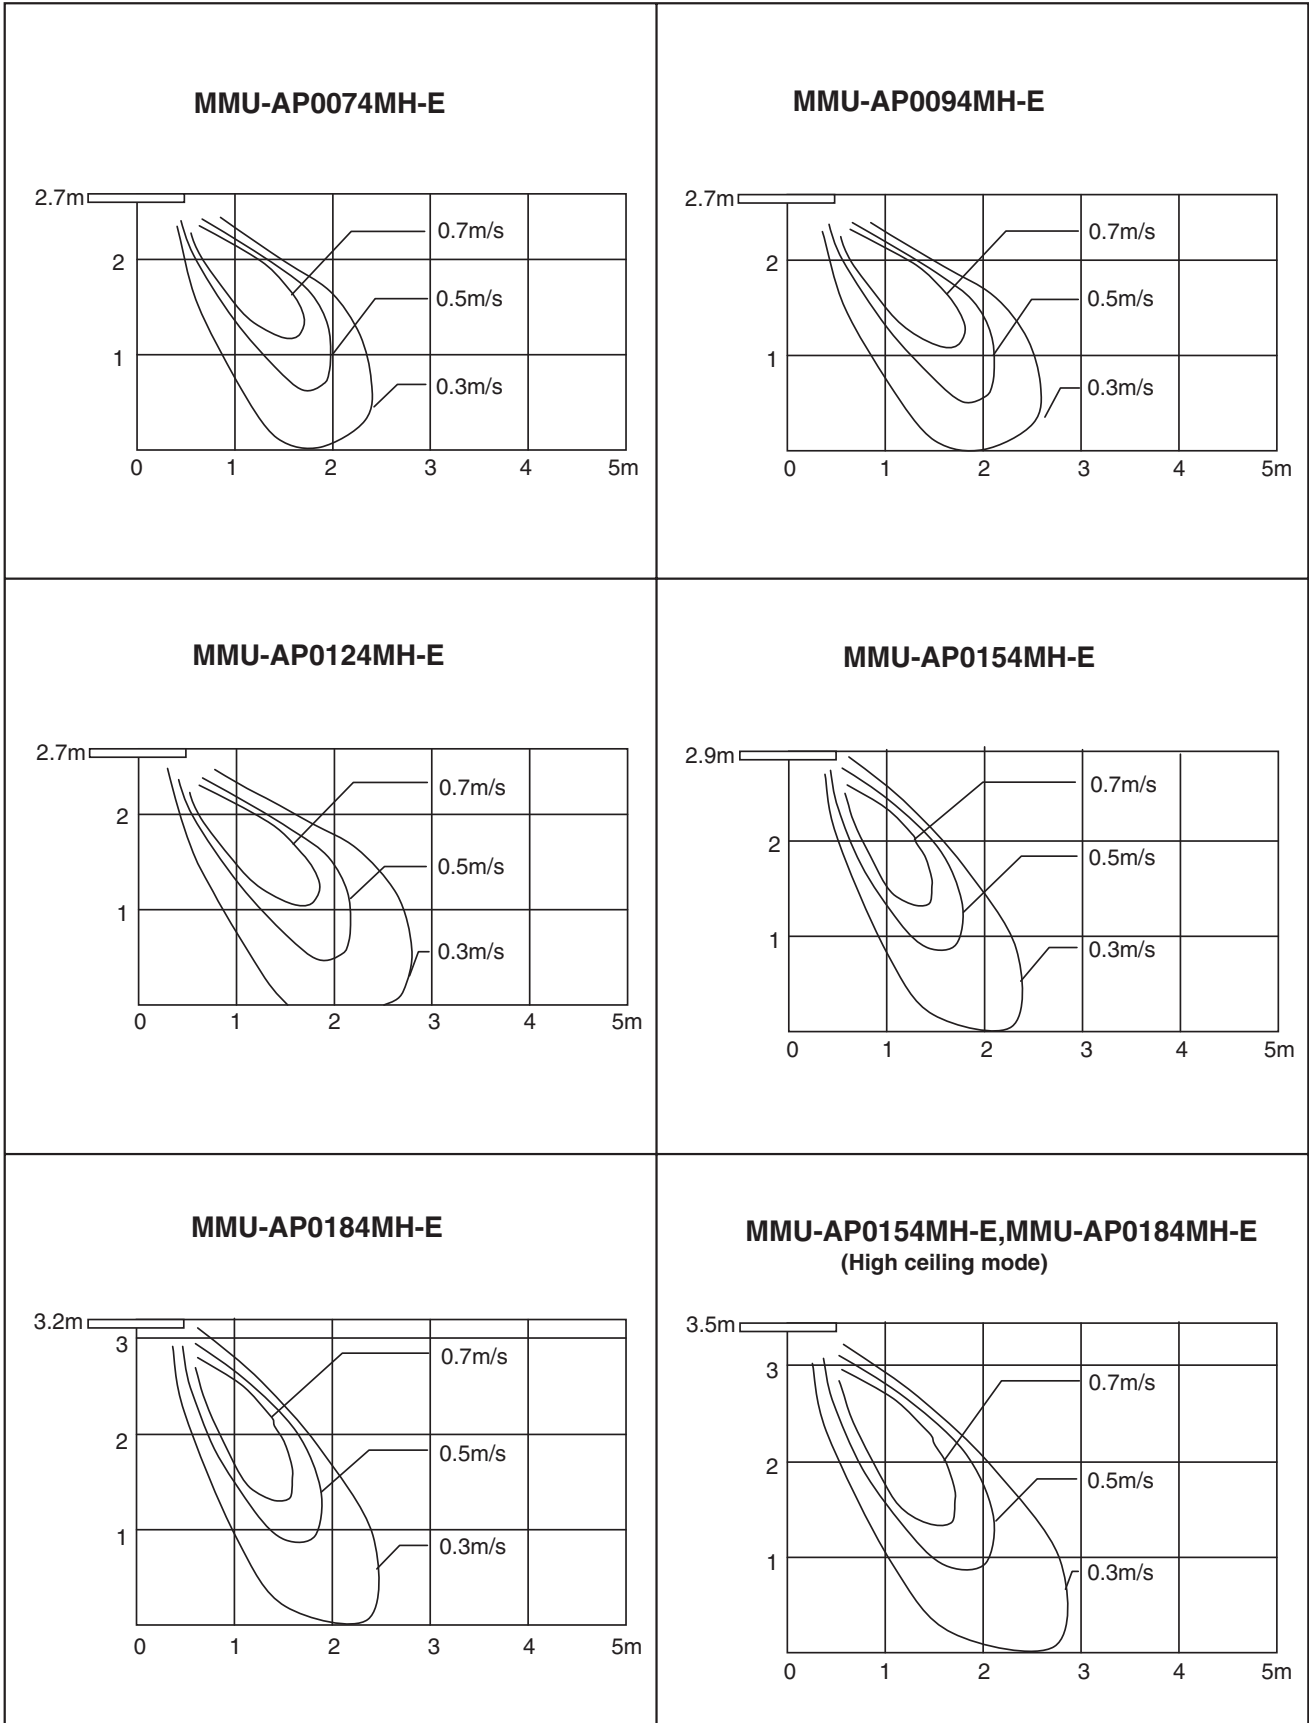 MMU-AP0074MH-E
2.7m
0.7m/s
2
0.5m/s
1
0.3m/s
0 1 2 3 4 5m
MMU-AP0094MH-E
2.7m
0.7m/s
2
0.5m/s
1
0.3m/s
0 1 2 3 4 5m
MMU-AP0124MH-E
2.7m
0.7m/s
2
0.5m/s
1
0.3m/s
0 1 2 3 4 5m
MMU-AP0154MH-E
2.9m
0.7m/s
2
0.5m/s
1
0.3m/s
0 1 2 3 4 5m
MMU-AP0184MH-E
3.2m
3
0.7m/s
2
0.5m/s
1
0.3m/s
0 1 2 3 4 5m
MMU-AP0154MH-E,MMU-AP0184MH-E
(High ceiling mode)
3.5m
3
0.7m/s
2
0.5m/s
1
0.3m/s
0 1 2 3 4 5m